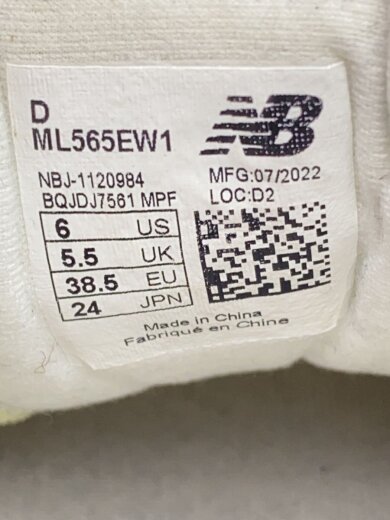 D
ML565EW1
NB
NBJ-1120984
BQJDJ7561 MPF
MFG:07/2022
LOC:D2
6 US
5.5 UK
38.5 EU
24 JPN
Made in China
Fabriqué en Chine